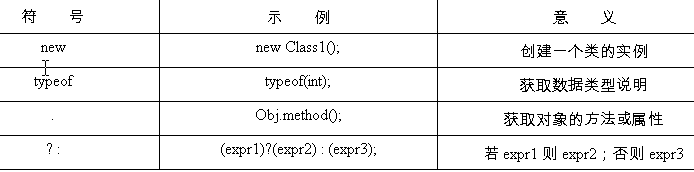 符 号 示 例 意 义
new new Class1(); 创建一个类的实例
typeof typeof(int); 获取数据类型说明
. Obj.method(); 获取对象的方法或属性
? : (expr1)?(expr2) : (expr3); 若 expr1 则 expr2；否则 expr3